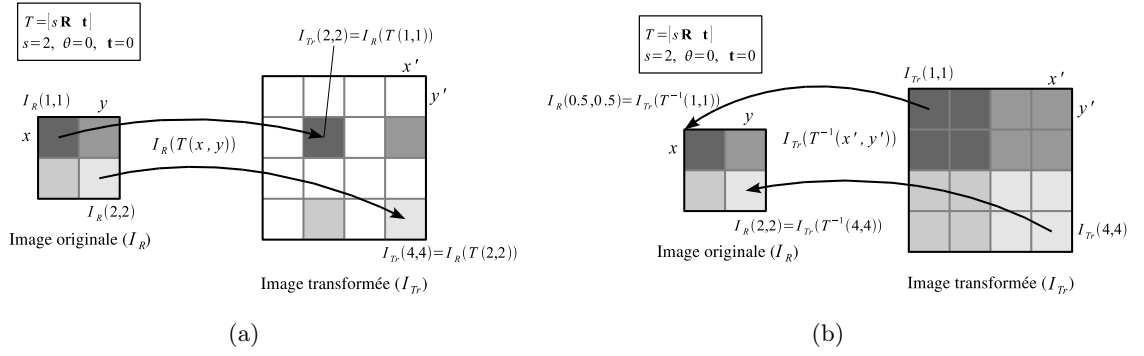 T=[s R t]
s=2, θ=0, t=0
I_Tr(2,2)=I_R(T(1,1))
x'
y'
I_R(1,1)
y
x
I_R(T(x,y))
I_R(2,2)
Image originale (I_R)
I_Tr(4,4)=I_R(T(2,2))
Image transformée (I_Tr)
(a)
T=[s R t]
s=2, θ=0, t=0
I_Tr(1,1)
x'
y'
I_R(0.5,0.5)=I_Tr(T⁻¹(1,1))
y
x
I_Tr(T⁻¹(x',y'))
I_R(2,2)=I_Tr(T⁻¹(4,4))
I_Tr(4,4)
Image originale (I_R)
Image transformée (I_Tr)
(b)